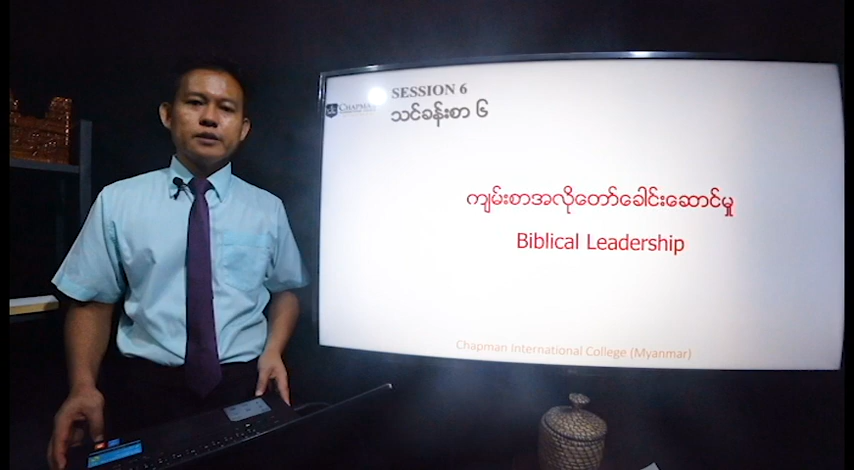 SESSION 6
CHAPMAN
သင်ခန်းစာ ၆
ကျမ်းစာအလိုတော်ခေါင်းဆောင်မှု
Biblical Leadership
Chapman International College (Myanmar)